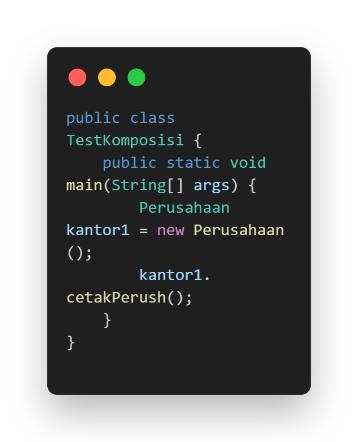 public class
TestKomposisi {
    public static void
main(String[] args) {
        Perusahaan
kantor1 = new Perusahaan
();
        kantor1.
cetakPerush();
    }
}